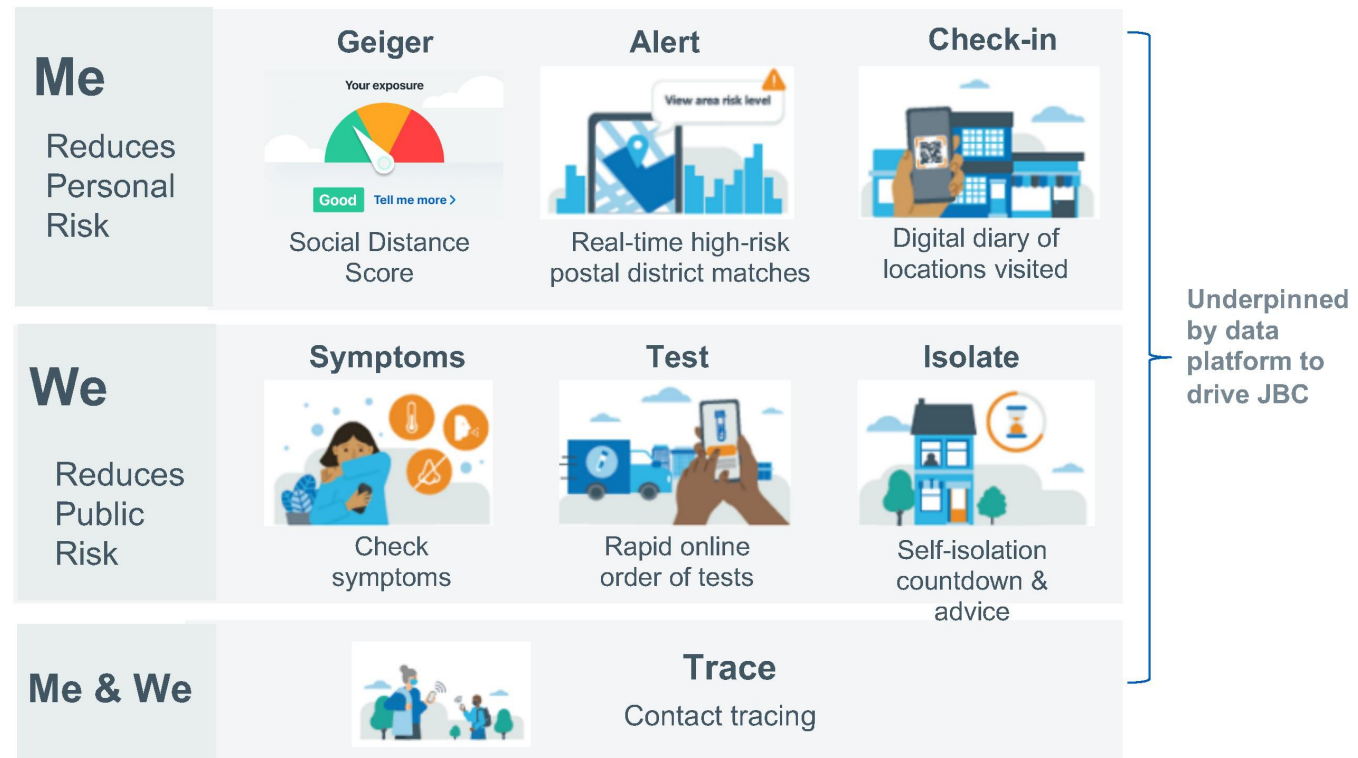 Me
Reduces
Personal
Risk
Geiger
Your exposure
Good
Tell me more >
Social Distance
Score
Alert
View area risk level
Real-time high-risk
postal district matches
Check-in
Digital diary of
locations visited
We
Reduces
Public
Risk
Symptoms
Check
symptoms
Test
Rapid online
order of tests
Isolate
Self-isolation
countdown &
advice
Me & We
Trace
Contact tracing
Underpinned
by data
platform to
drive JBC